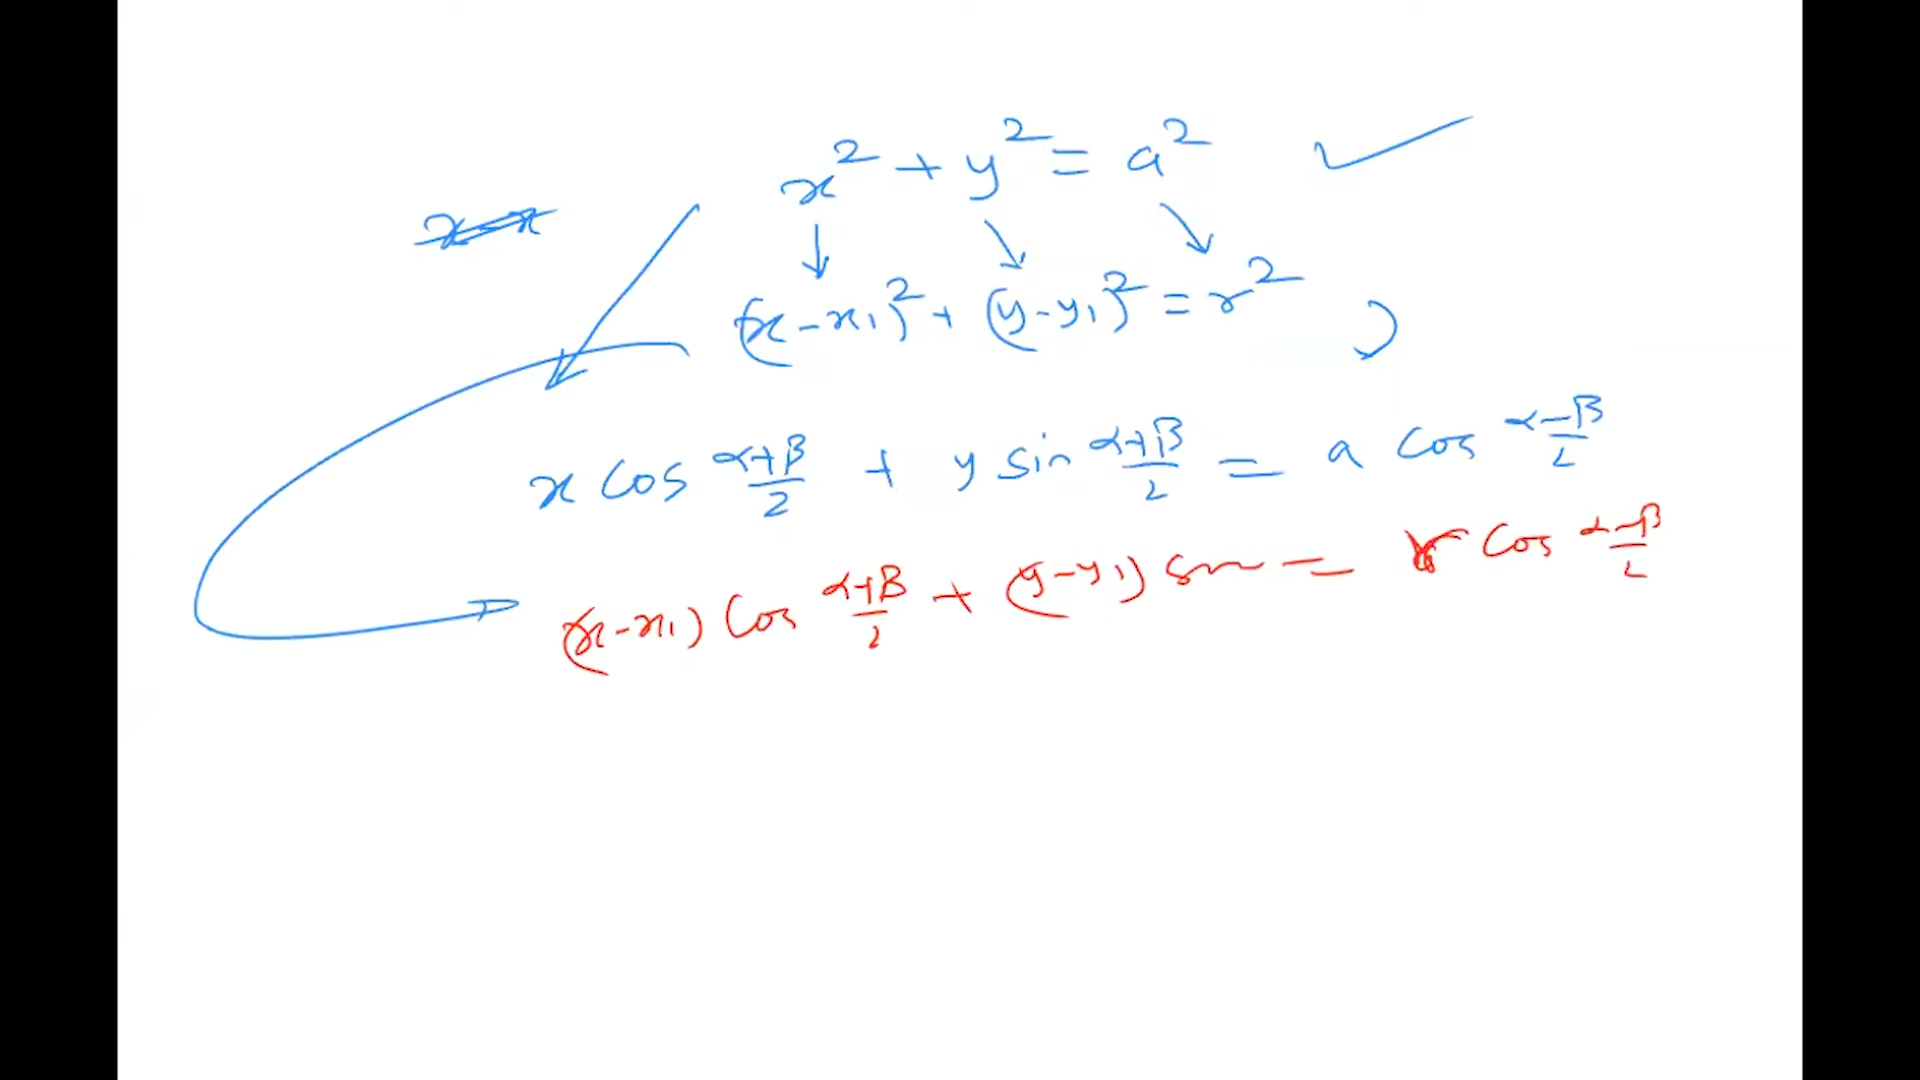 x² + y² = a²
x - x
(x - x₁)² + (y - y₁)² = r² )
x cos (α+β)/2 + y sin (α+β)/2 = a cos (α-β)/2
(x - x₁) cos (α+β)/2 + (y - y₁) sin = r cos (α-β)/2